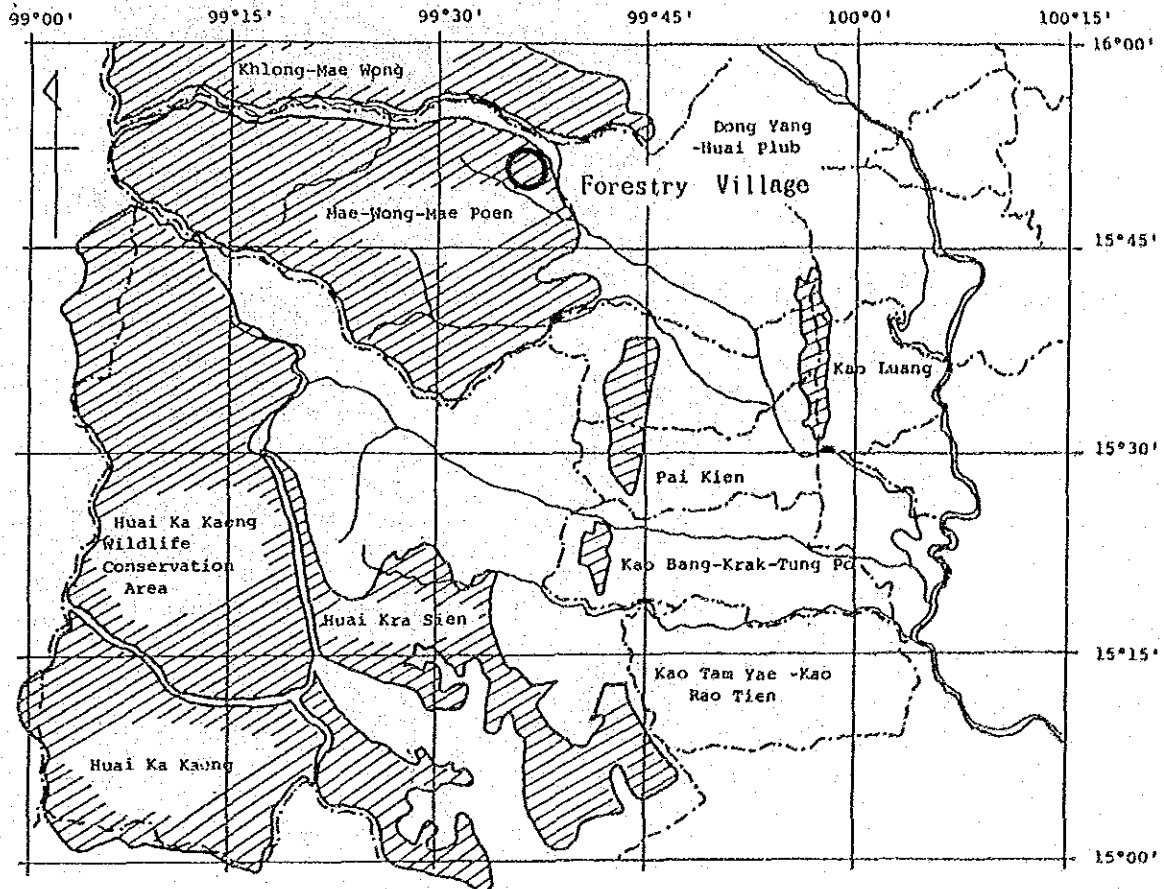 99°00'
99°15'
99°30'
99°45'
100°0'
100°15'
16°00'
Khlong-Mae Wong
Dong Yang
-Huai Plub
Forestry Village
Mae-Wong-Mae Poen
15°45'
Kao Luang
15°30'
Pai Kien
Huai Ka Kaeng
Wildlife
Conservation
Area
Kao Bang-Krak-Tung Po
Huai Kra Sien
15°15'
Kao Tam Yae -Kao
Rao Tien
Huai Ka Kaung
15°00'